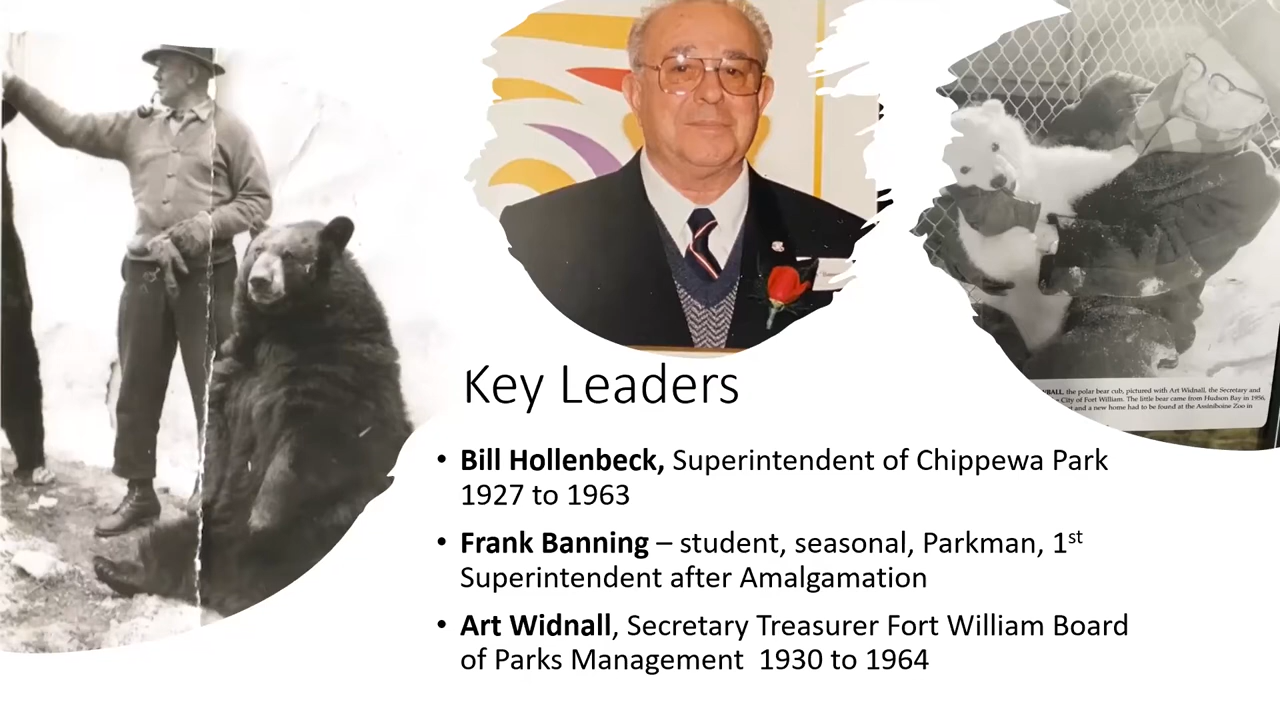 BALL, the polar bear cub, pictured with Art Widnall, the Secretary and
City of Fort William. The little bear came from Hudson Bay in 1956,
and a new home had to be found at the Assiniboine Zoo in
Key Leaders
• Bill Hollenbeck, Superintendent of Chippewa Park
1927 to 1963
• Frank Banning – student, seasonal, Parkman, 1st
Superintendent after Amalgamation
• Art Widnall, Secretary Treasurer Fort William Board
of Parks Management 1930 to 1964